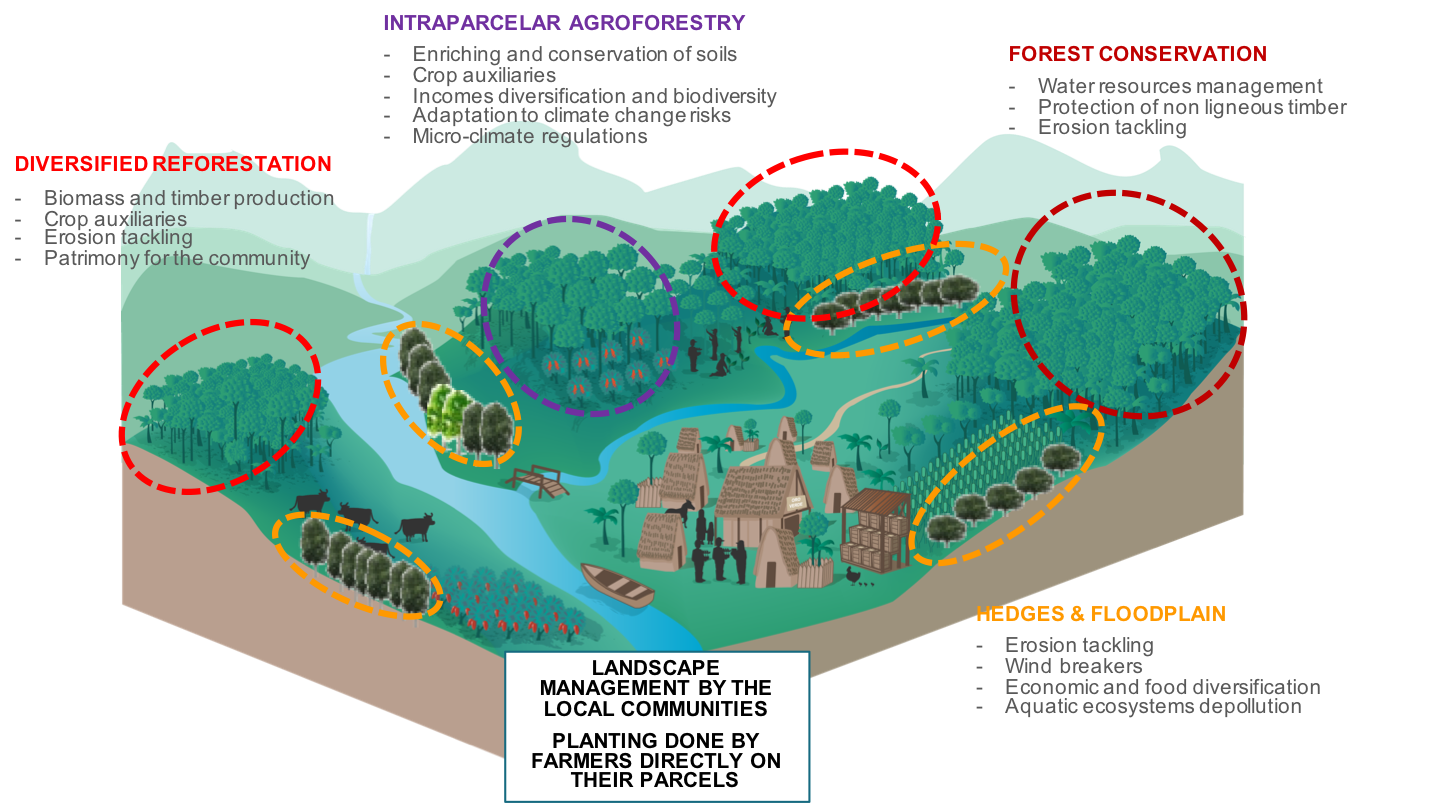 INTRAPARCELAR AGROFORESTRY
- Enriching and conservation of soils
- Crop auxiliaries
- Incomes diversification and biodiversity
- Adaptation to climate change risks
- Micro-climate regulations
FOREST CONSERVATION
- Water resources management
- Protection of non ligneous timber
- Erosion tackling
DIVERSIFIED REFORESTATION
- Biomass and timber production
- Crop auxiliaries
- Erosion tackling
- Patrimony for the community
HEDGES & FLOODPLAIN
- Erosion tackling
- Wind breakers
- Economic and food diversification
- Aquatic ecosystems depollution
LANDSCAPE
MANAGEMENT BY THE
LOCAL COMMUNITIES
PLANTING DONE BY
FARMERS DIRECTLY ON
THEIR PARCELS